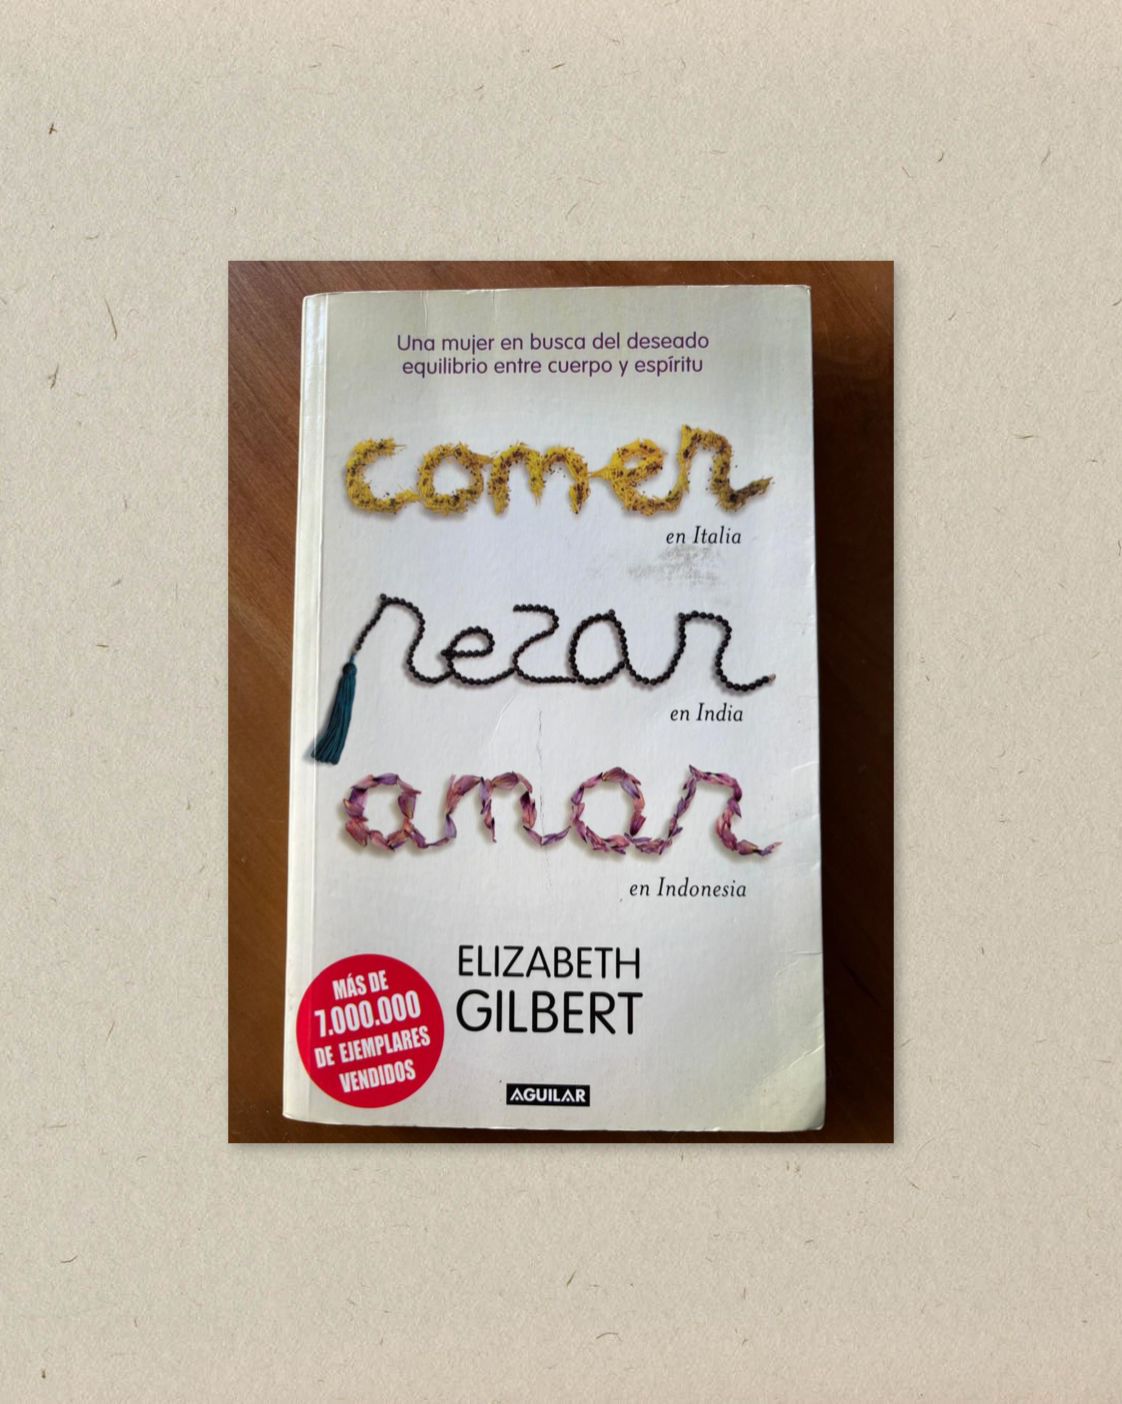 Una mujer en busca del deseado
equilibrio entre cuerpo y espíritu
comer
en Italia
rezar
en India
amar
en Indonesia
ELIZABETH
GILBERT
MÁS DE
7.000.000
DE EJEMPLARES
VENDIDOS
AGUILAR